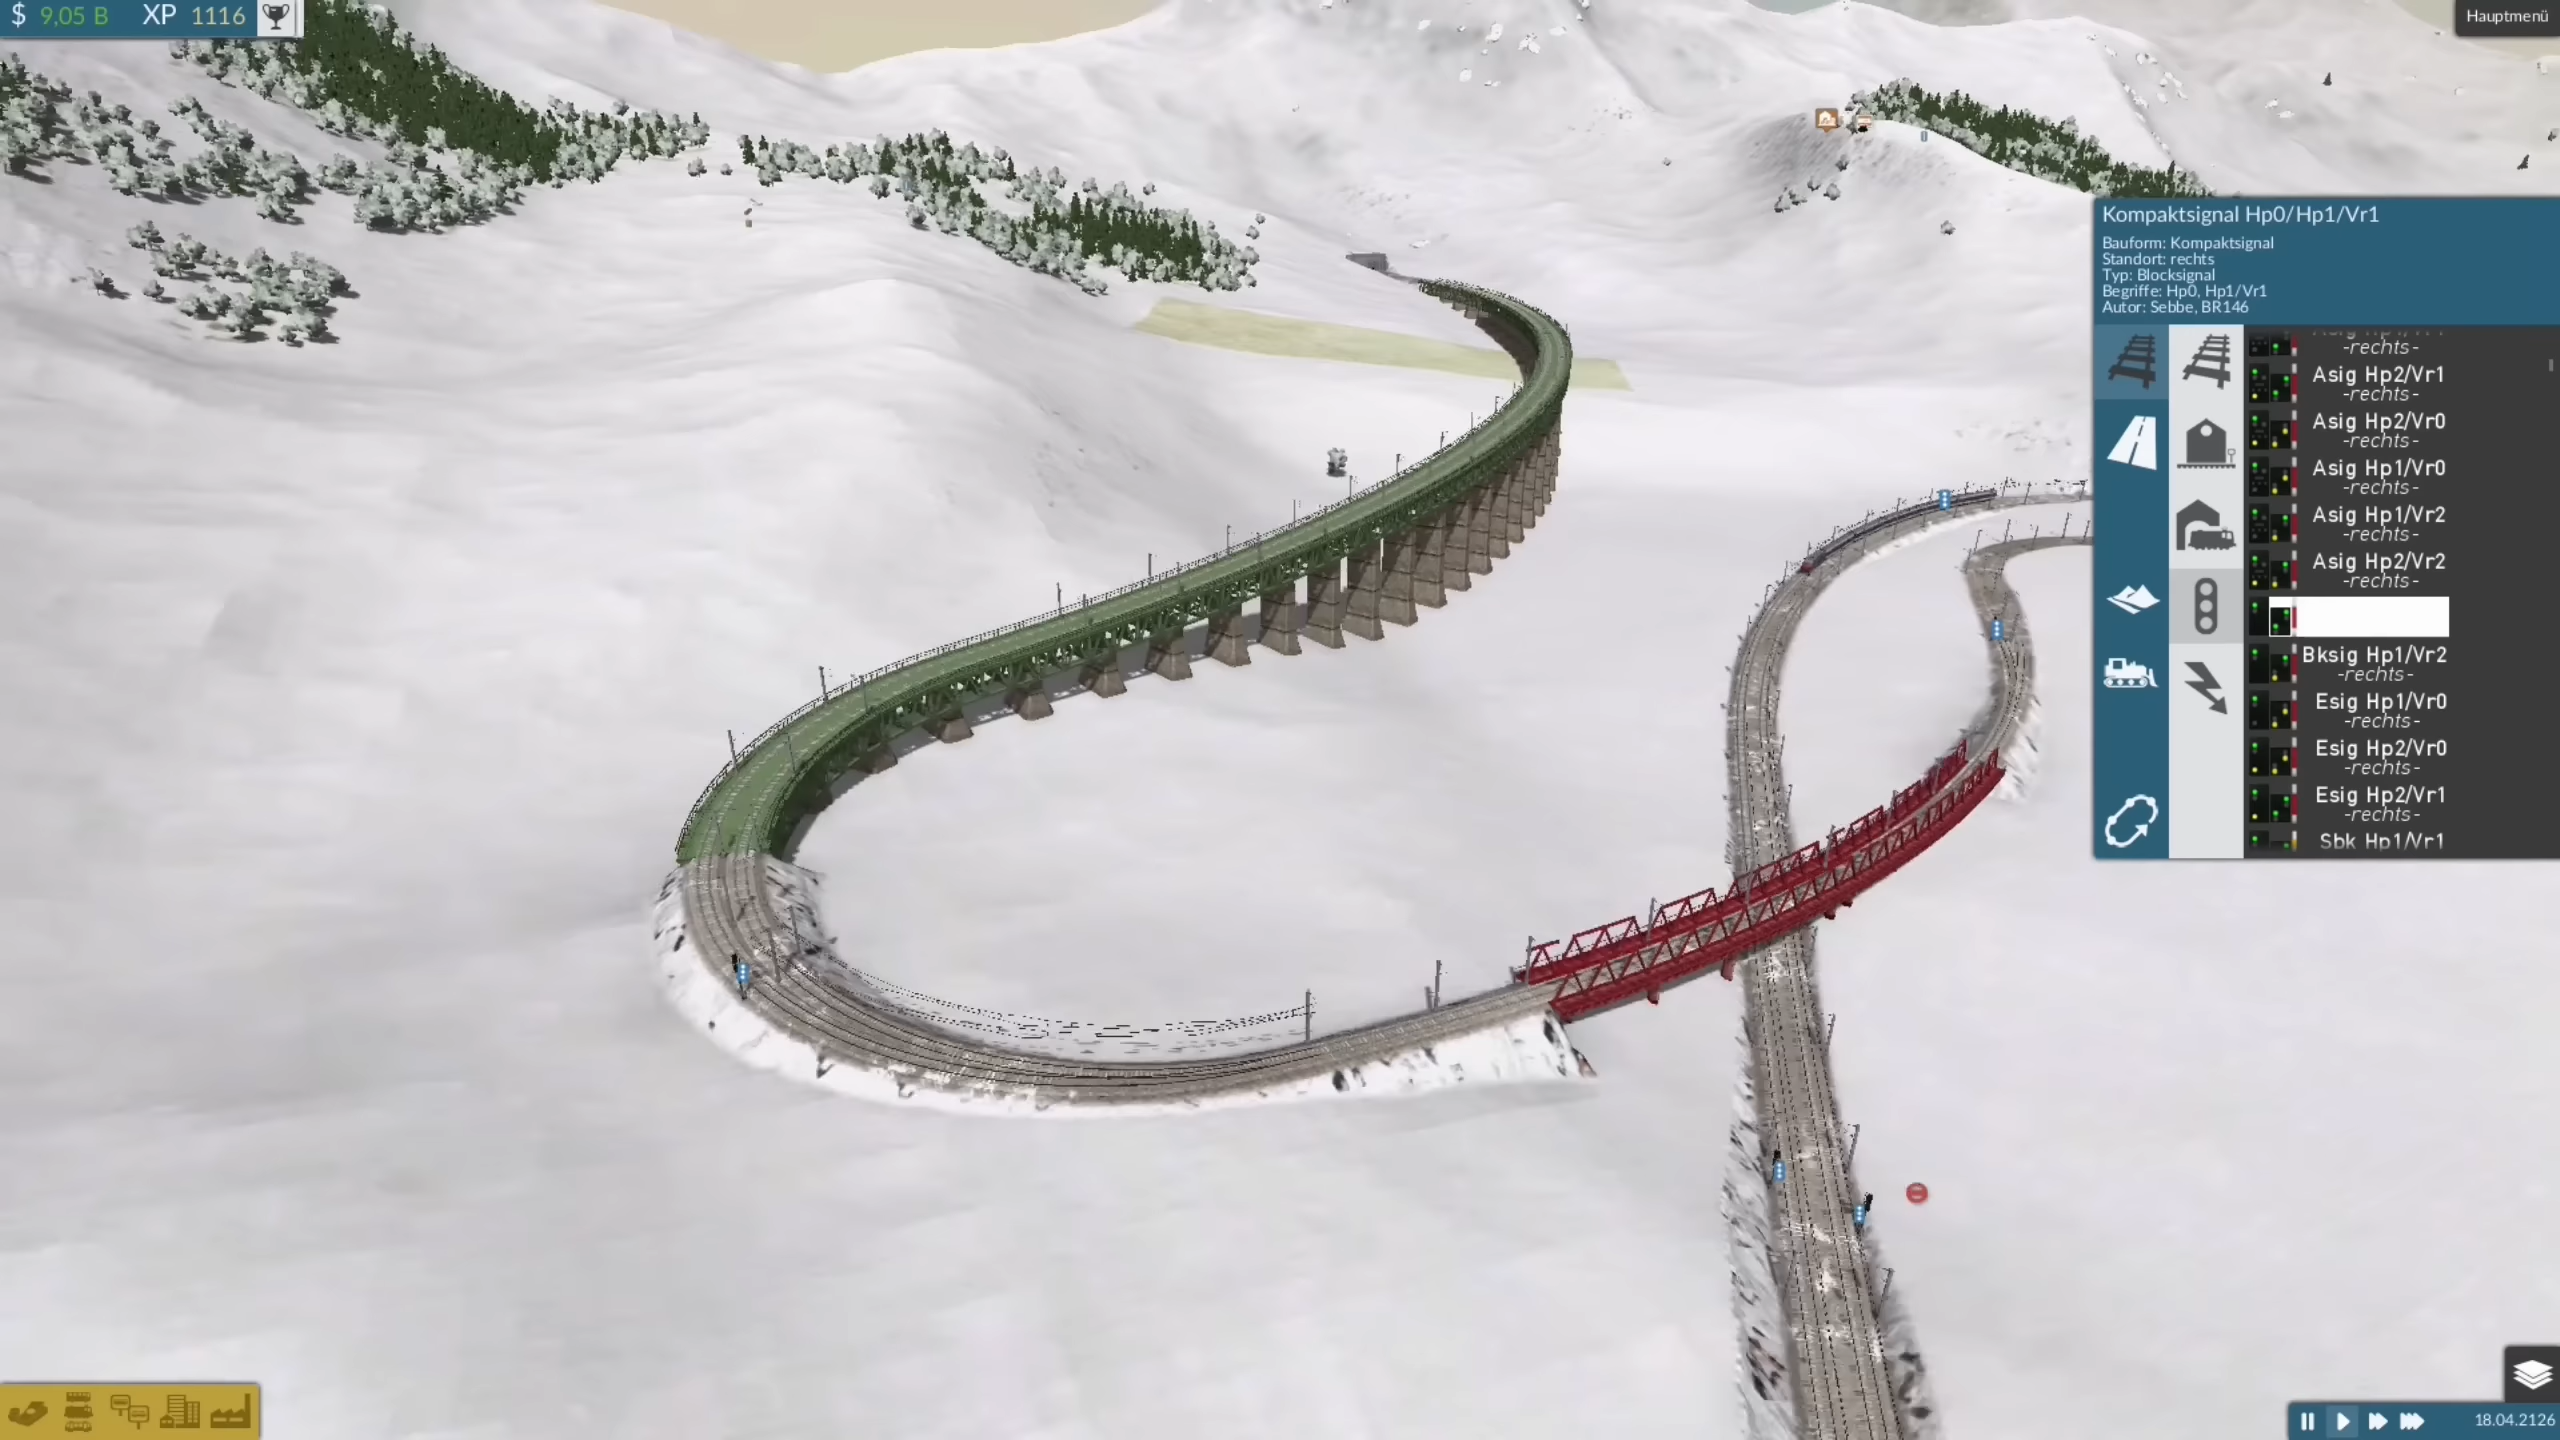 $ 9,05 B XP 1116
Hauptmenü
Kompaktsignal Hp0/Hp1/Vr1
Bauform: Kompaktsignal
Standort: rechts
Typ: Blocksignal
Begriffe: Hp0, Hp1/Vr1
Autor: Sebbe, BR146
-rechts-
Asig Hp2/Vr1
-rechts-
Asig Hp2/Vr0
-rechts-
Asig Hp1/Vr0
-rechts-
Asig Hp1/Vr2
-rechts-
Asig Hp2/Vr2
-rechts-
Bksig Hp1/Vr2
-rechts-
Esig Hp1/Vr0
-rechts-
Esig Hp2/Vr0
-rechts-
Esig Hp2/Vr1
-rechts-
Sbk Hp1/Vr1
18.04.2126